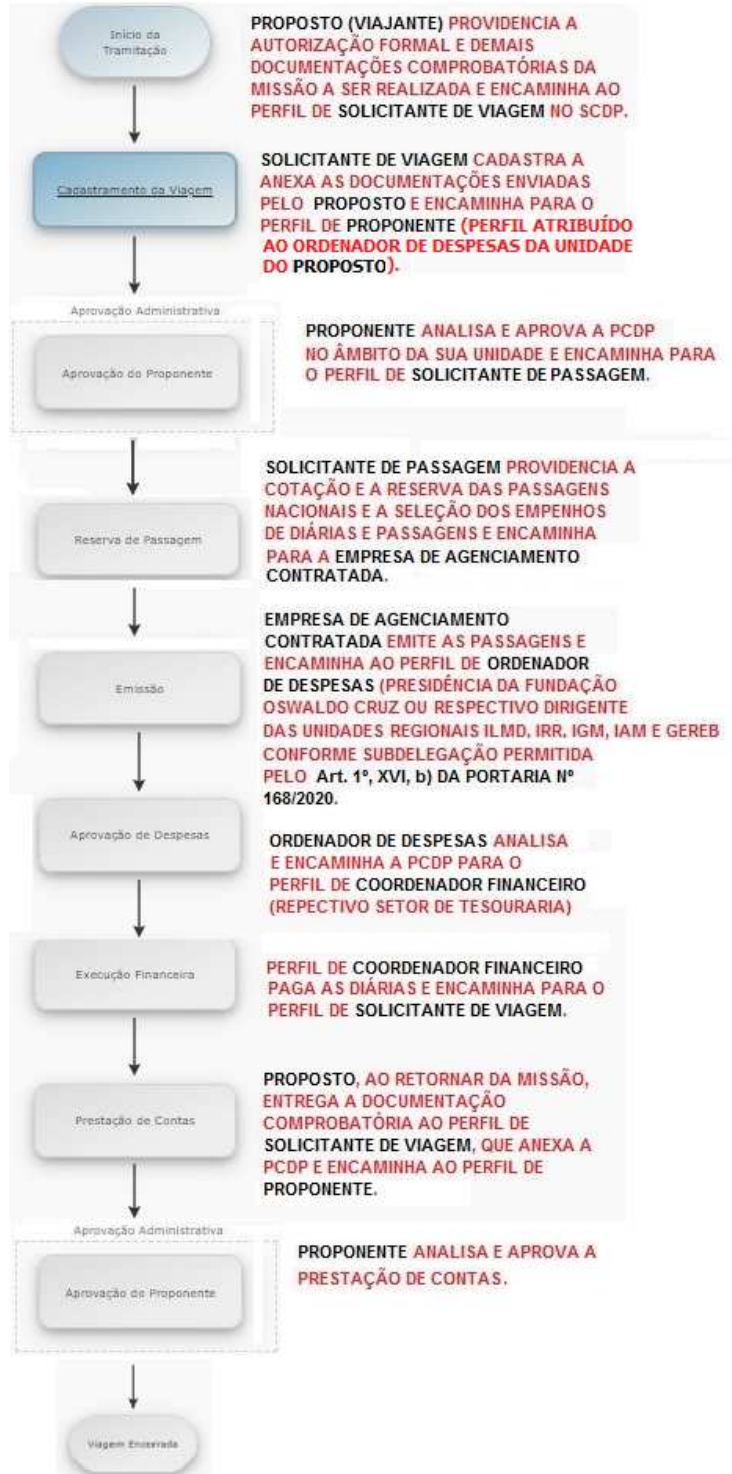 Início da
Tramitação
PROPOSTO (VIAJANTE) PROVIDENCIA A
AUTORIZAÇÃO FORMAL E DEMAIS
DOCUMENTAÇÕES COMPROBATÓRIAS DA
MISSÃO A SER REALIZADA E ENCAMINHA AO
PERFIL DE SOLICITANTE DE VIAGEM NO SCDP.
Cadastramento da Viagem
SOLICITANTE DE VIAGEM CADASTRA A
ANEXA AS DOCUMENTAÇÕES ENVIADAS
PELO PROPOSTO E ENCAMINHA PARA O
PERFIL DE PROPONENTE (PERFIL ATRIBUÍDO
AO ORDENADOR DE DESPESAS DA UNIDADE
DO PROPOSTO).
Aprovação Administrativa
Aprovação do Proponente
PROPONENTE ANALISA E APROVA A PCDP
NO ÂMBITO DA SUA UNIDADE E ENCAMINHA PARA
O PERFIL DE SOLICITANTE DE PASSAGEM.
Reserva de Passagem
SOLICITANTE DE PASSAGEM PROVIDENCIA A
COTAÇÃO E A RESERVA DAS PASSAGENS
NACIONAIS E A SELEÇÃO DOS EMPENHOS
DE DIÁRIAS E PASSAGENS E ENCAMINHA
PARA A EMPRESA DE AGENCIAMENTO
CONTRATADA.
Emissão
EMPRESA DE AGENCIAMENTO
CONTRATADA EMITE AS PASSAGENS E
ENCAMINHA AO PERFIL DE ORDENADOR
DE DESPESAS (PRESIDÊNCIA DA FUNDAÇÃO
OSWALDO CRUZ OU RESPECTIVO DIRIGENTE
DAS UNIDADES REGIONAIS ILMD, IRR, IGM, IAM E GEREB
CONFORME SUBDELEGAÇÃO PERMITIDA
PELO Art. 1º, XVI, b) DA PORTARIA Nº
168/2020.
Aprovação de Despesas
ORDENADOR DE DESPESAS ANALISA
E ENCAMINHA A PCDP PARA O
PERFIL DE COORDENADOR FINANCEIRO
(REPECTIVO SETOR DE TESOURARIA)
Execução Financeira
PERFIL DE COORDENADOR FINANCEIRO
PAGA AS DIÁRIAS E ENCAMINHA PARA O
PERFIL DE SOLICITANTE DE VIAGEM.
Prestação de Contas
PROPOSTO, AO RETORNAR DA MISSÃO,
ENTREGA A DOCUMENTAÇÃO
COMPROBATÓRIA AO PERFIL DE
SOLICITANTE DE VIAGEM, QUE ANEXA A
PCDP E ENCAMINHA AO PERFIL DE
PROPONENTE.
Aprovação Administrativa
Aprovação do Proponente
PROPONENTE ANALISA E APROVA A
PRESTAÇÃO DE CONTAS.
Viagem Encerrada